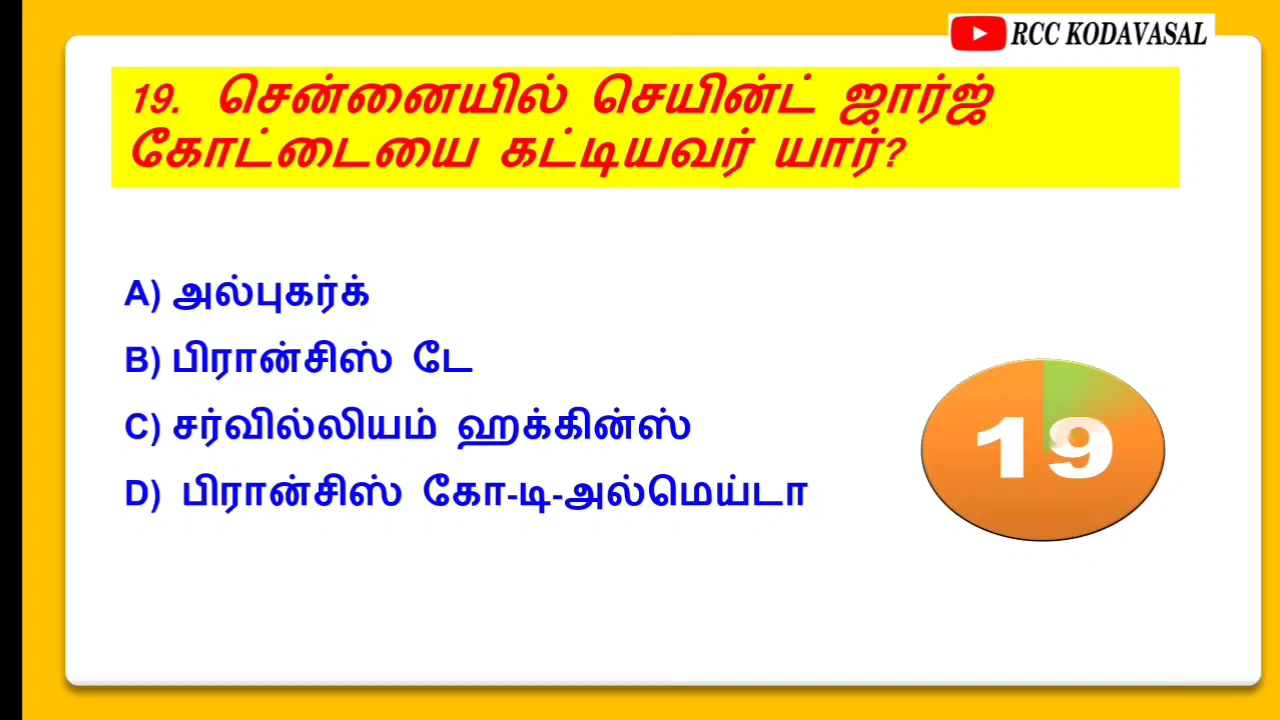 RCC KODAVASAL
19. சென்னையில் செயின்ட் ஜார்ஜ்
கோட்டையை கட்டியவர் யார்?
A) அல்புகர்க்
B) பிரான்சிஸ் டே
C) சர்வில்லியம் ஹக்கின்ஸ்
D) பிரான்சிஸ் கோ-டி-அல்மெய்டா
19